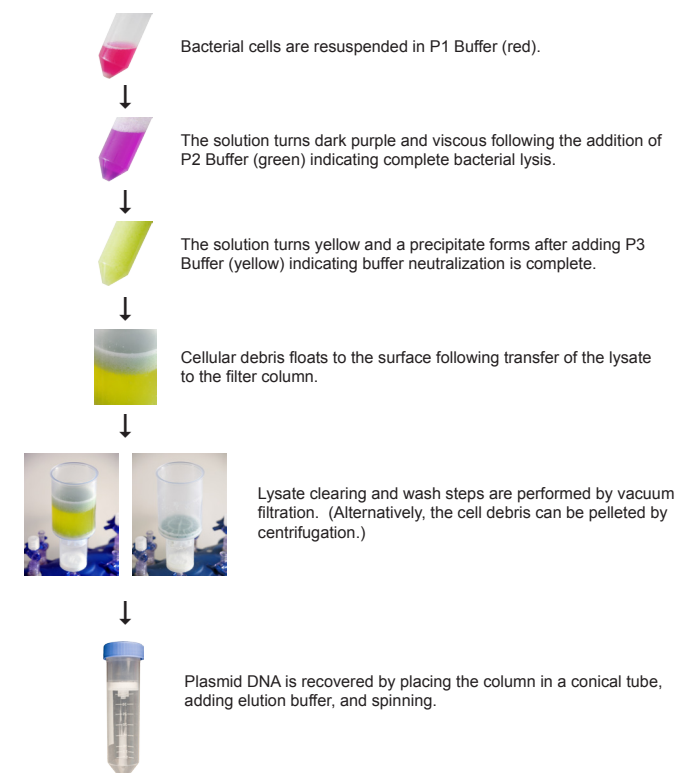 Bacterial cells are resuspended in P1 Buffer (red).
The solution turns dark purple and viscous following the addition of
P2 Buffer (green) indicating complete bacterial lysis.
The solution turns yellow and a precipitate forms after adding P3
Buffer (yellow) indicating buffer neutralization is complete.
Cellular debris floats to the surface following transfer of the lysate
to the filter column.
Lysate clearing and wash steps are performed by vacuum
filtration.  (Alternatively, the cell debris can be pelleted by
centrifugation.)
Plasmid DNA is recovered by placing the column in a conical tube,
adding elution buffer, and spinning.